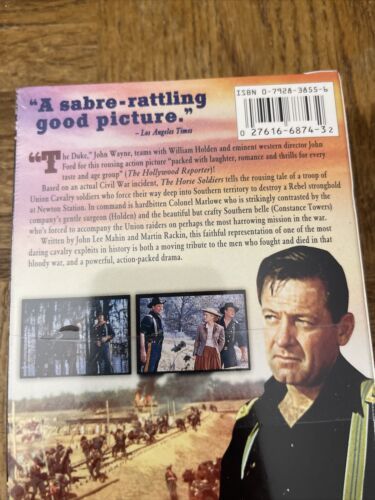 ISBN 0-7928-3855-6
"A sabre-rattling
good picture."
– Los Angeles Times
0 27616-6874-3 2
"The Duke," John Wayne, teams with William Holden and eminent western director John
Ford for this rousing action picture "packed with laughter, romance and thrills for every
taste and age group" (The Hollywood Reporter)!
Based on an actual Civil War incident, The Horse Soldiers tells the rousing tale of a troop of
Union Cavalry soldiers who force their way deep into Southern territory to destroy a Rebel stronghold
at Newton Station. In command is hardbitten Colonel Marlowe who is strikingly contrasted by the
company's gentle surgeon (Holden) and the beautiful but crafty Southern belle (Constance Towers)
who's forced to accompany the Union raiders on perhaps the most harrowing mission in the war.
Written by John Lee Mahin and Martin Rackin, this faithful representation of one of the most
daring cavalry exploits in history is both a moving tribute to the men who fought and died in that
bloody war, and a powerful, action-packed drama.